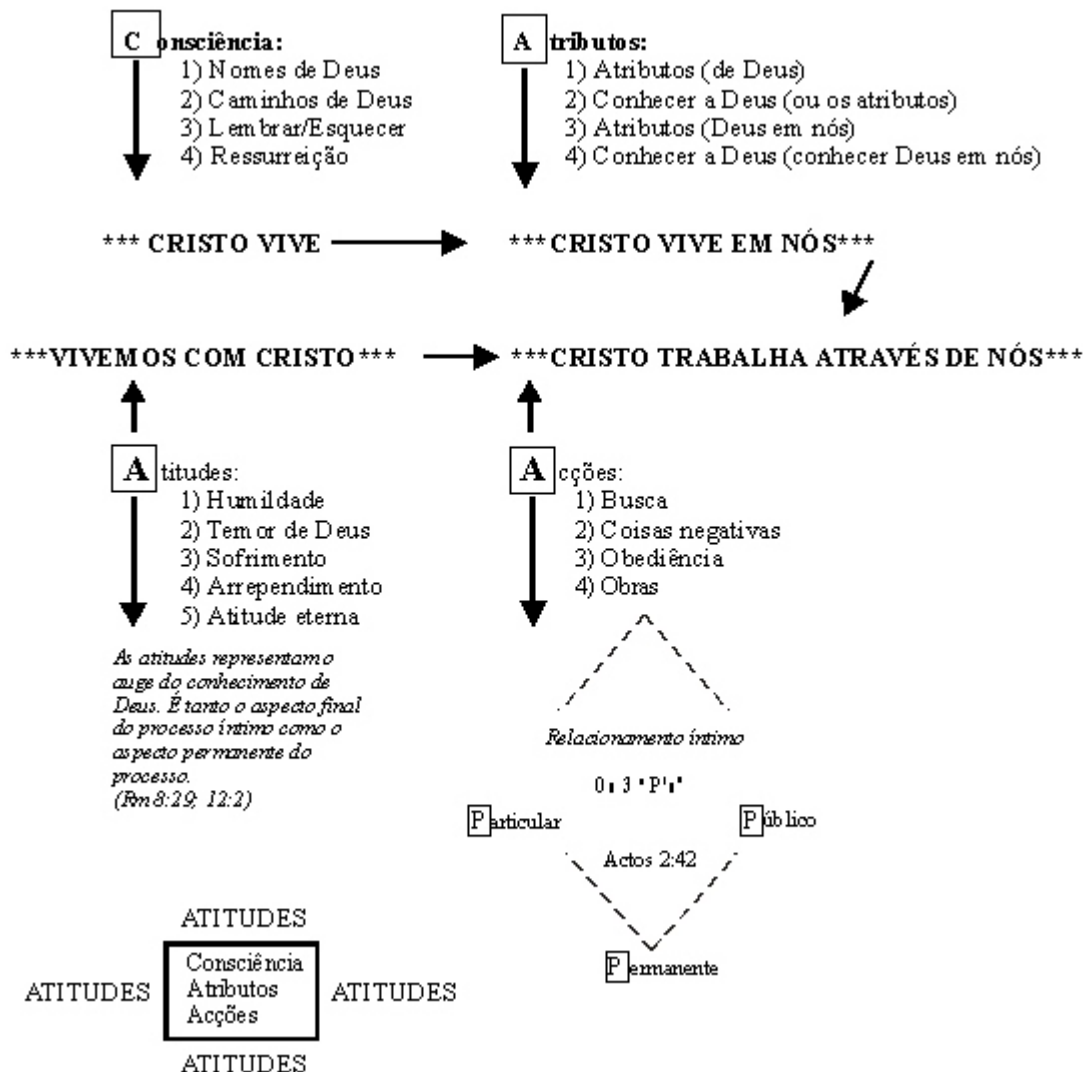 Consciência:
1) Nomes de Deus
2) Caminhos de Deus
3) Lembrar/Esquecer
4) Ressurreição
Atributos:
1) Atributos (de Deus)
2) Conhecer a Deus (ou os atributos)
3) Atributos (Deus em nós)
4) Conhecer a Deus (conhecer Deus em nós)
*** CRISTO VIVE
***CRISTO VIVE EM NÓS***
***VIVEMOS COM CRISTO***
***CRISTO TRABALHA ATRAVÉS DE NÓS***
Atitudes:
1) Humildade
2) Temor de Deus
3) Sofrimento
4) Arrependimento
5) Atitude eterna
As atitudes representam o
auge do conhecimento de
Deus. É tanto o aspecto final
do processo íntimo como o
aspecto permanente do
processo.
(Rm 8:29; 12:2)
Acções:
1) Busca
2) Coisas negativas
3) Obediência
4) Obras
Relacionamento íntimo
3
Particular
Público
Actos 2:42
Permanente
ATITUDES
ATITUDES
Consciência
Atributos
Acções
ATITUDES
ATITUDES